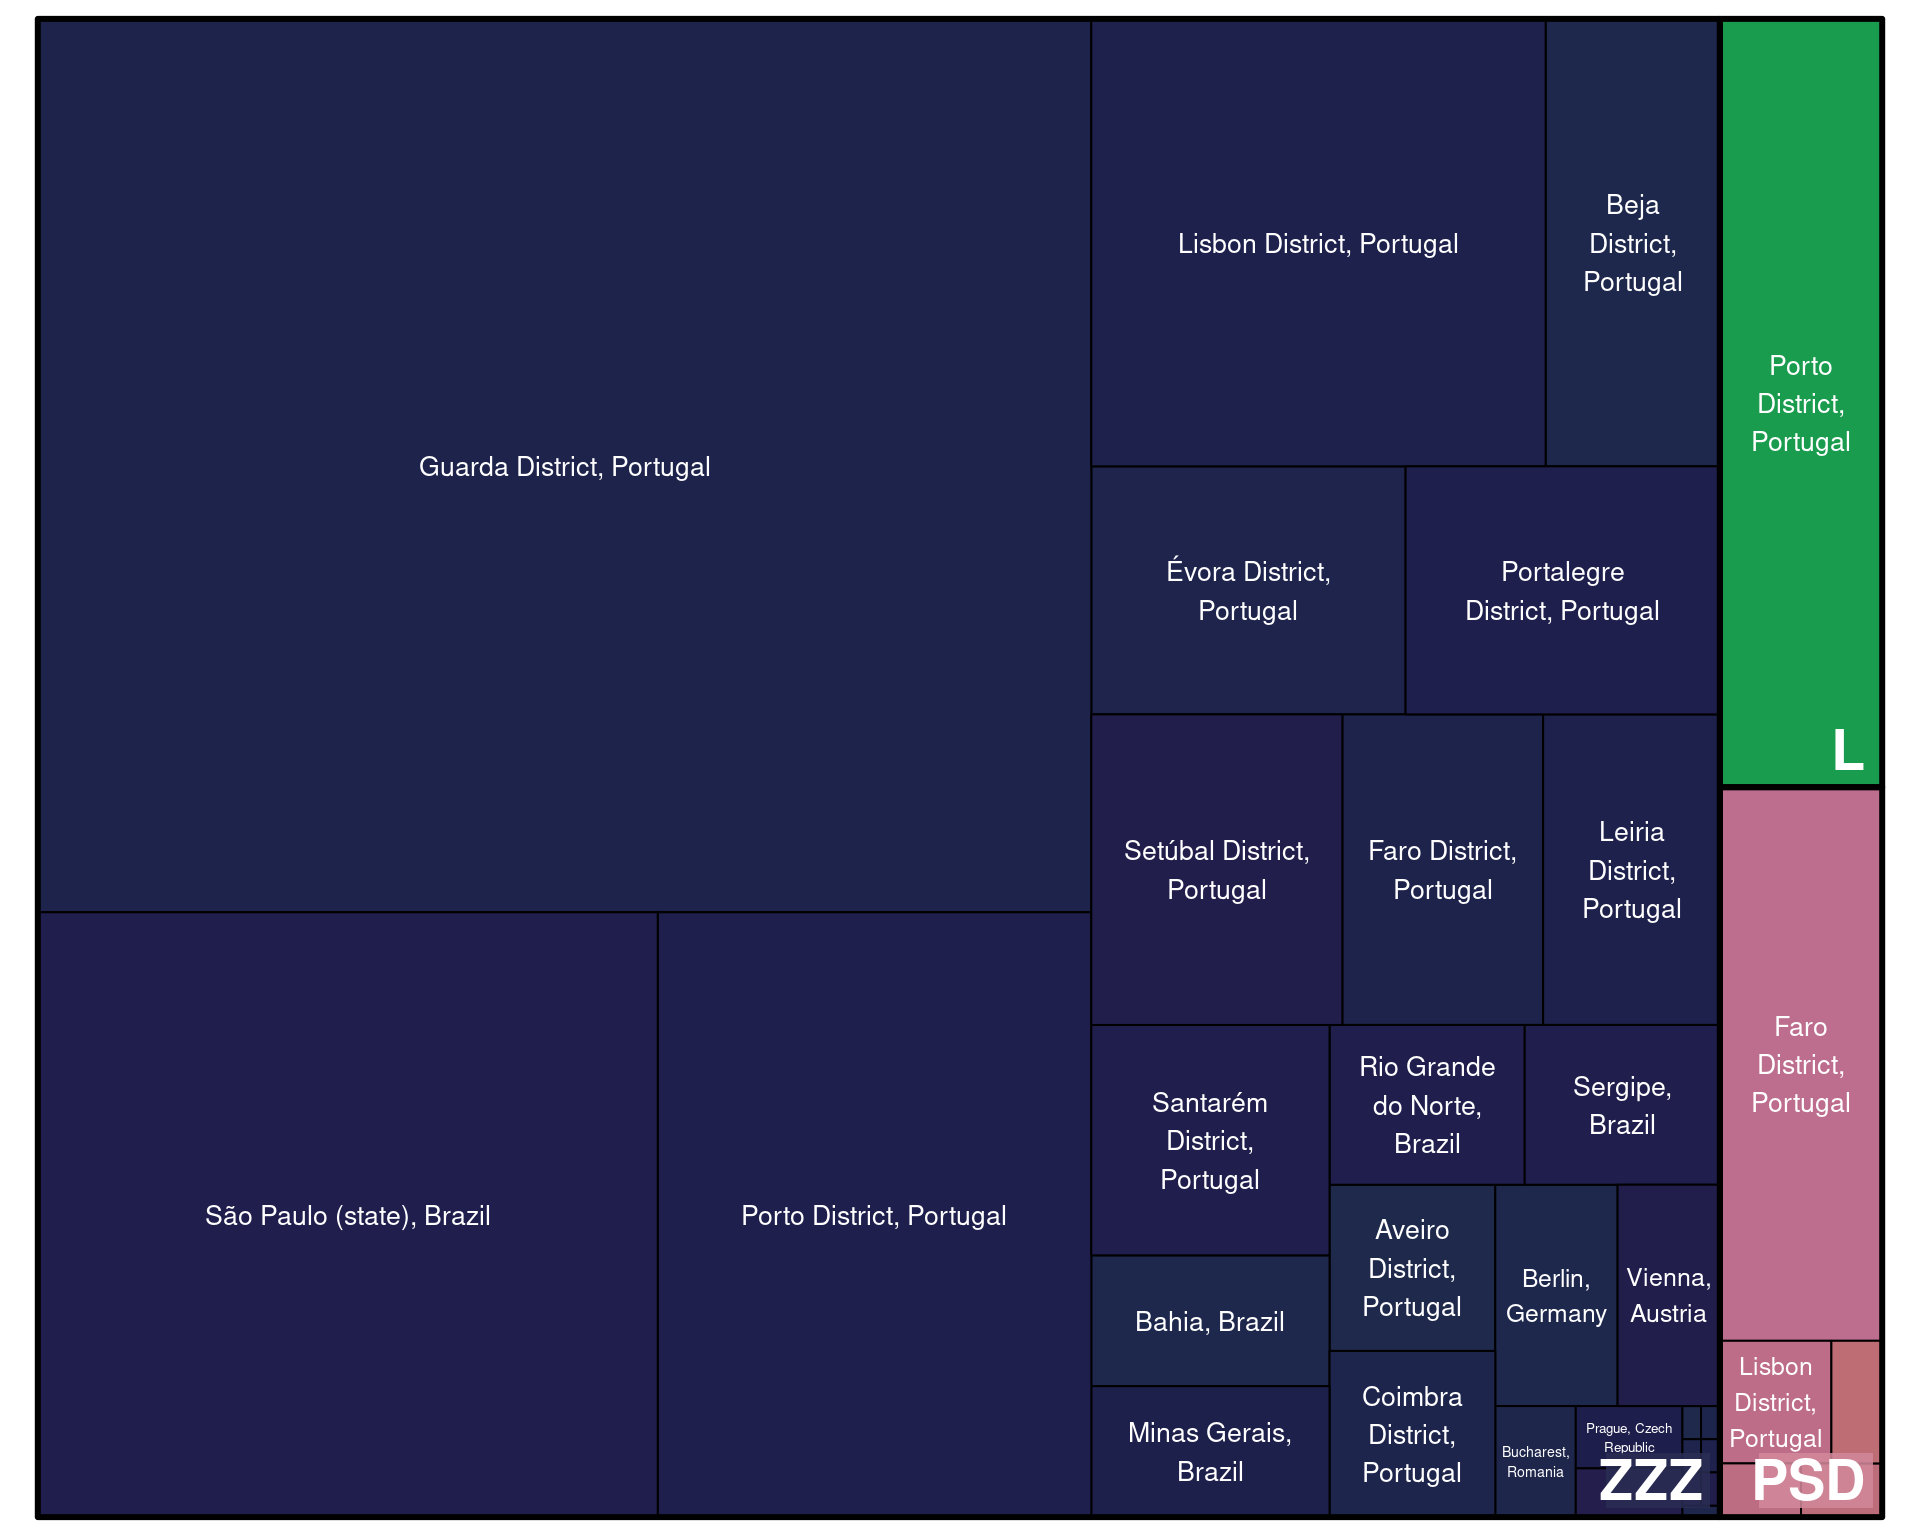 Guarda District, Portugal
São Paulo (state), Brazil
Porto District, Portugal
Lisbon District, Portugal
Beja
District,
Portugal
Évora District,
Portugal
Portalegre
District, Portugal
Setúbal District,
Portugal
Faro District,
Portugal
Leiria
District,
Portugal
Santarém
District,
Portugal
Rio Grande
do Norte,
Brazil
Sergipe,
Brazil
Bahia, Brazil
Minas Gerais,
Brazil
Aveiro
District,
Portugal
Coimbra
District,
Portugal
Berlin,
Germany
Vienna,
Austria
Bucharest,
Romania
Prague, Czech
Republic
ZZZ
Porto
District,
Portugal
L
Faro
District,
Portugal
Lisbon
District,
Portugal
PSD